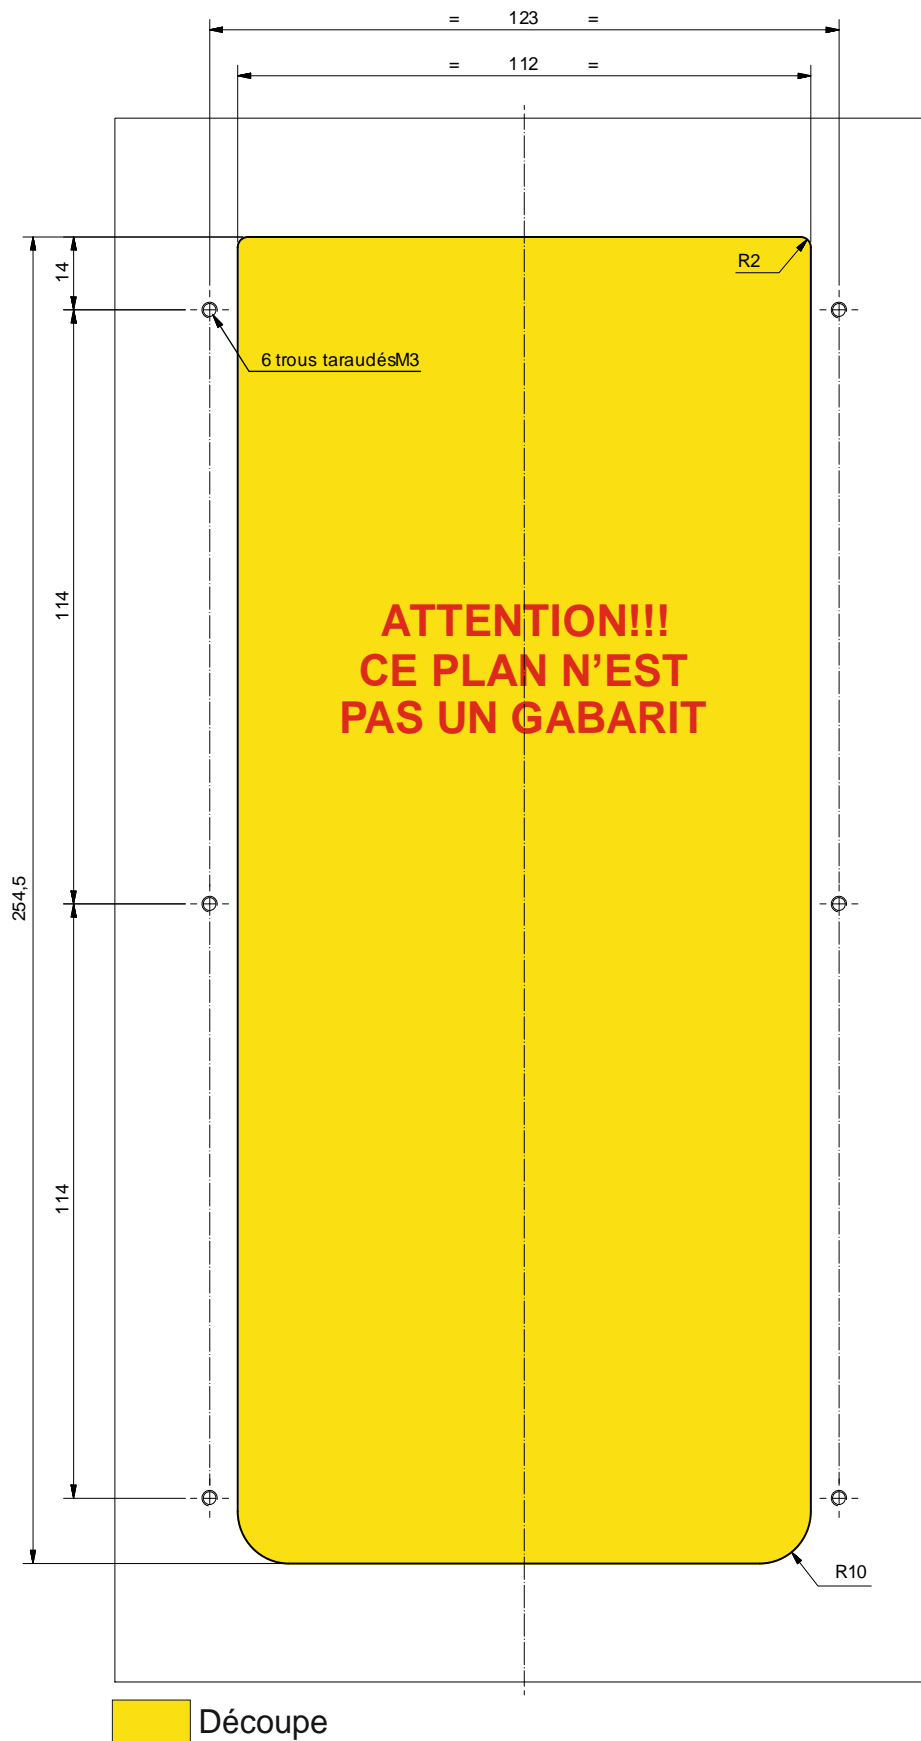 = 123 =
= 112 =
14
R2
6 trous taraudésM3
114
ATTENTION!!!
CE PLAN N’EST
PAS UN GABARIT
254,5
114
R10
Découpe